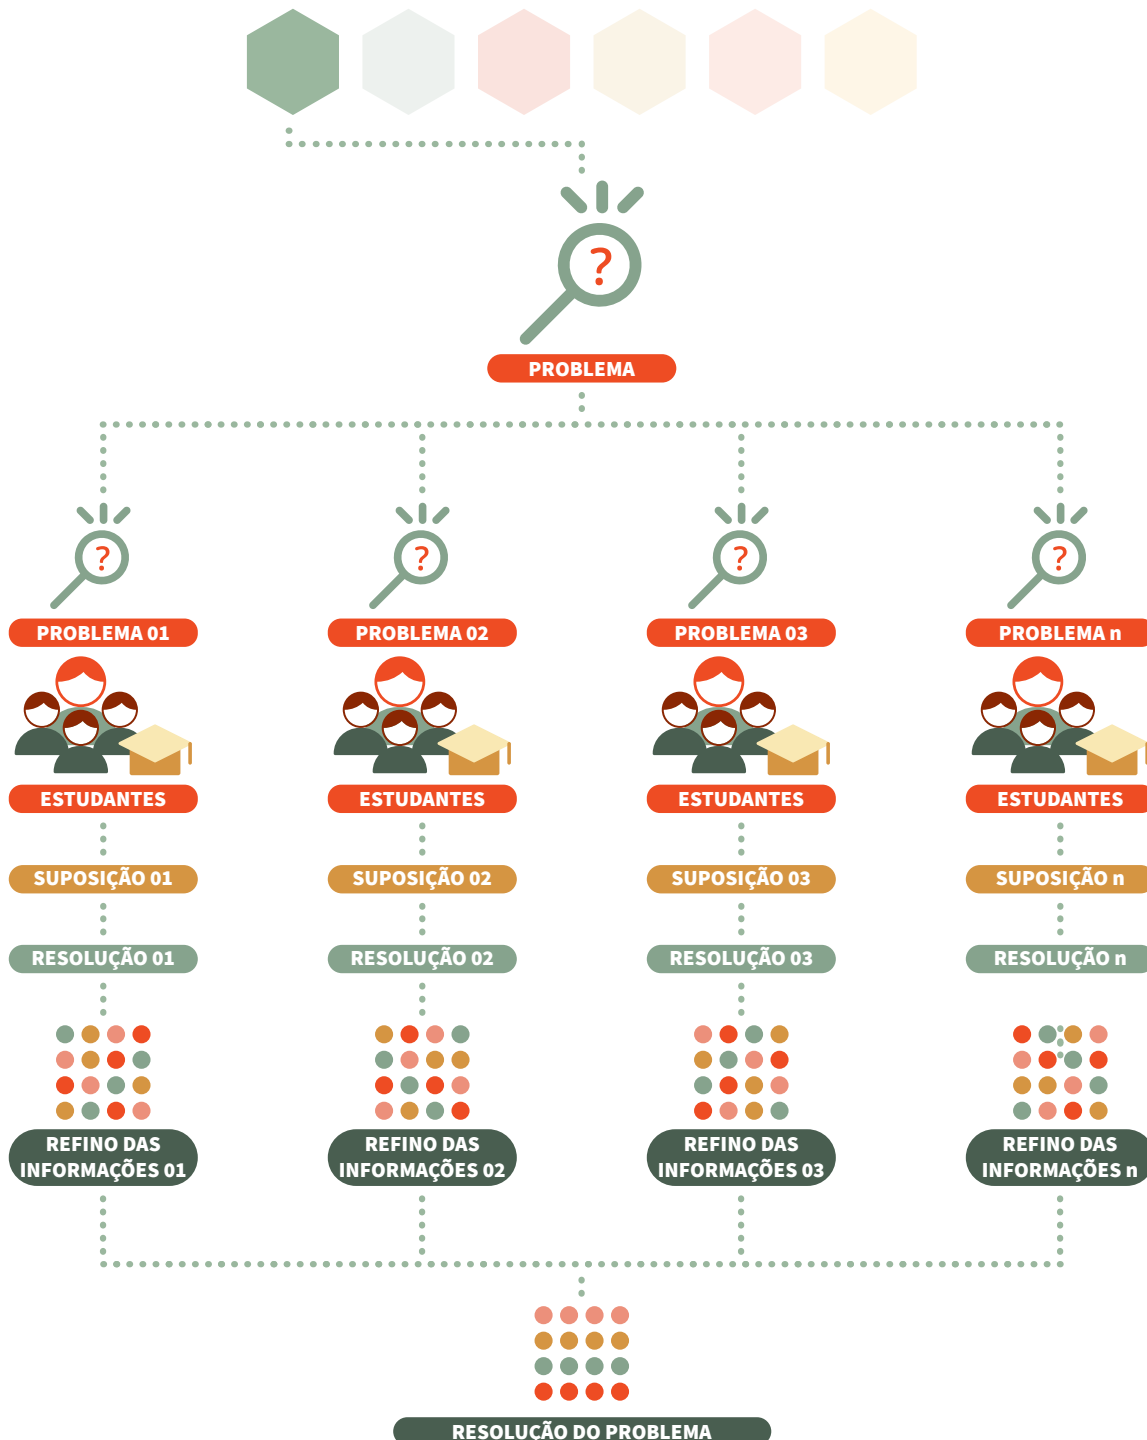 ?
PROBLEMA
? ? ? ?
PROBLEMA 01 PROBLEMA 02 PROBLEMA 03 PROBLEMA n
ESTUDANTES ESTUDANTES ESTUDANTES ESTUDANTES
SUPOSIÇÃO 01 SUPOSIÇÃO 02 SUPOSIÇÃO 03 SUPOSIÇÃO n
RESOLUÇÃO 01 RESOLUÇÃO 02 RESOLUÇÃO 03 RESOLUÇÃO n
REFINO DAS REFINO DAS REFINO DAS REFINO DAS
INFORMAÇÕES 01 INFORMAÇÕES 02 INFORMAÇÕES 03 INFORMAÇÕES n
RESOLUÇÃO DO PROBLEMA